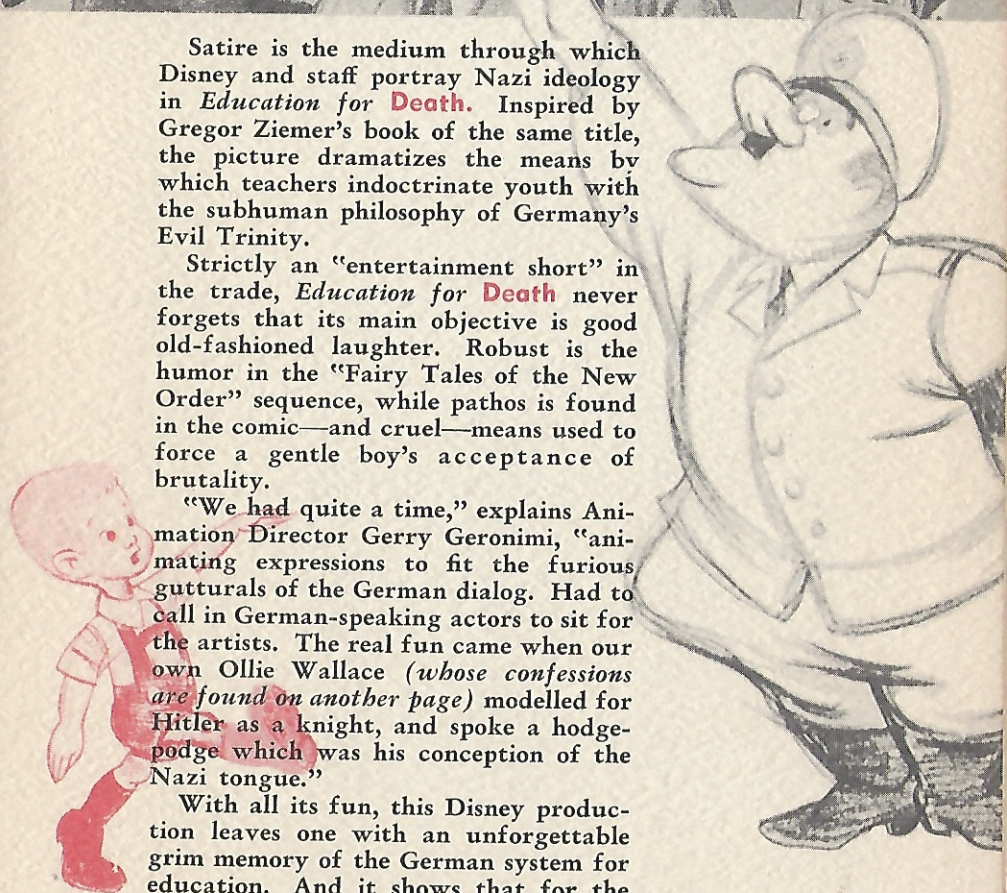 Satire is the medium through which
Disney and staff portray Nazi ideology
in Education for Death. Inspired by
Gregor Ziemer's book of the same title,
the picture dramatizes the means by
which teachers indoctrinate youth with
the subhuman philosophy of Germany's
Evil Trinity.
Strictly an "entertainment short" in
the trade, Education for Death never
forgets that its main objective is good
old-fashioned laughter. Robust is the
humor in the "Fairy Tales of the New
Order" sequence, while pathos is found
in the comic—and cruel—means used to
force a gentle boy's acceptance of
brutality.
"We had quite a time," explains Ani-
mation Director Gerry Geronimi, "ani-
mating expressions to fit the furious
gutturals of the German dialog. Had to
call in German-speaking actors to sit for
the artists. The real fun came when our
own Ollie Wallace (whose confessions
are found on another page) modelled for
Hitler as a knight, and spoke a hodge-
podge which was his conception of the
Nazi tongue."
With all its fun, this Disney produc-
tion leaves one with an unforgettable
grim memory of the German system for
education. And it shows that for the